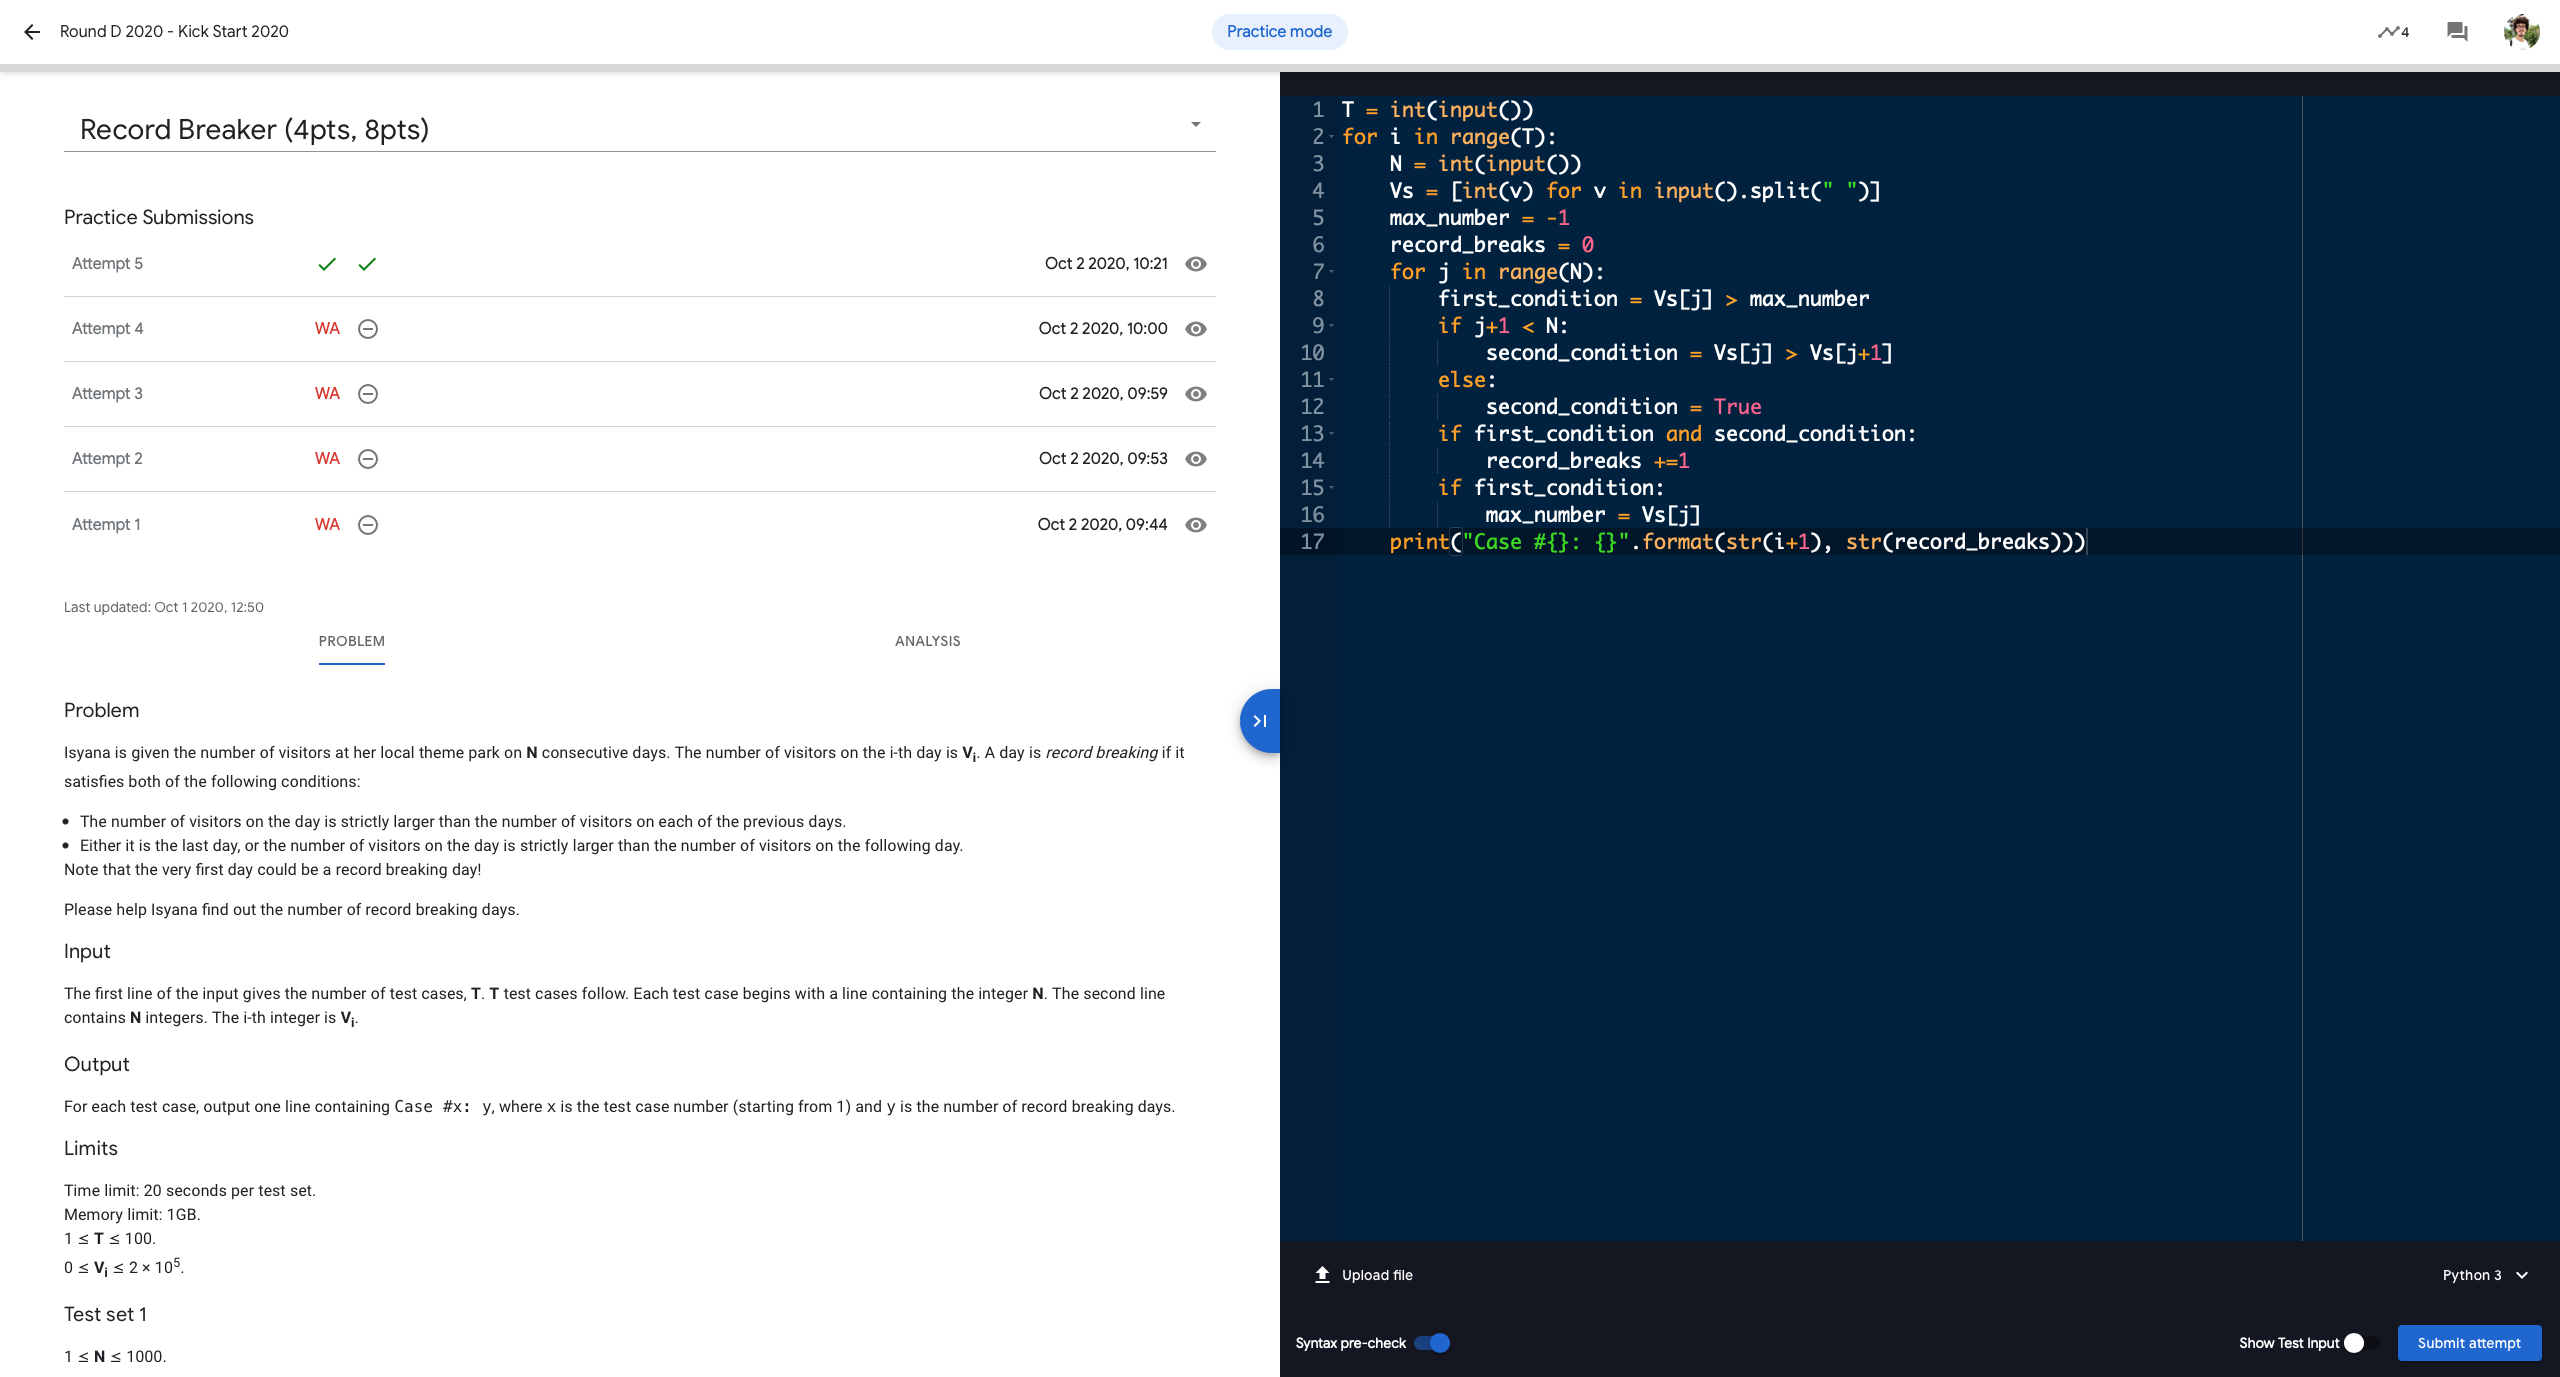 Round D 2020 - Kick Start 2020
Practice mode
4
Record Breaker (4pts, 8pts)
Practice Submissions
Attempt 5 Oct 2 2020, 10:21
Attempt 4 WA Oct 2 2020, 10:00
Attempt 3 WA Oct 2 2020, 09:59
Attempt 2 WA Oct 2 2020, 09:53
Attempt 1 WA Oct 2 2020, 09:44
Last updated: Oct 1 2020, 12:50
PROBLEM ANALYSIS
Problem
Isyana is given the number of visitors at her local theme park on N consecutive days. The number of visitors on the i-th day is Vi. A day is record breaking if it
satisfies both of the following conditions:
• The number of visitors on the day is strictly larger than the number of visitors on each of the previous days.
• Either it is the last day, or the number of visitors on the day is strictly larger than the number of visitors on the following day.
Note that the very first day could be a record breaking day!
Please help Isyana find out the number of record breaking days.
Input
The first line of the input gives the number of test cases, T. T test cases follow. Each test case begins with a line containing the integer N. The second line
contains N integers. The i-th integer is Vi.
Output
For each test case, output one line containing Case #x: y, where x is the test case number (starting from 1) and y is the number of record breaking days.
Limits
Time limit: 20 seconds per test set.
Memory limit: 1GB.
1 ≤ T ≤ 100.
0 ≤ Vi ≤ 2 × 10^5.
Test set 1
1 ≤ N ≤ 1000.
1 T = int(input())
2 for i in range(T):
3     N = int(input())
4     Vs = [int(v) for v in input().split(" ")]
5     max_number = -1
6     record_breaks = 0
7     for j in range(N):
8         first_condition = Vs[j] > max_number
9         if j+1 < N:
10             second_condition = Vs[j] > Vs[j+1]
11         else:
12             second_condition = True
13         if first_condition and second_condition:
14             record_breaks +=1
15         if first_condition:
16             max_number = Vs[j]
17     print("Case #{}: {}".format(str(i+1), str(record_breaks)))
Upload file
Python 3
Syntax pre-check
Show Test Input
Submit attempt